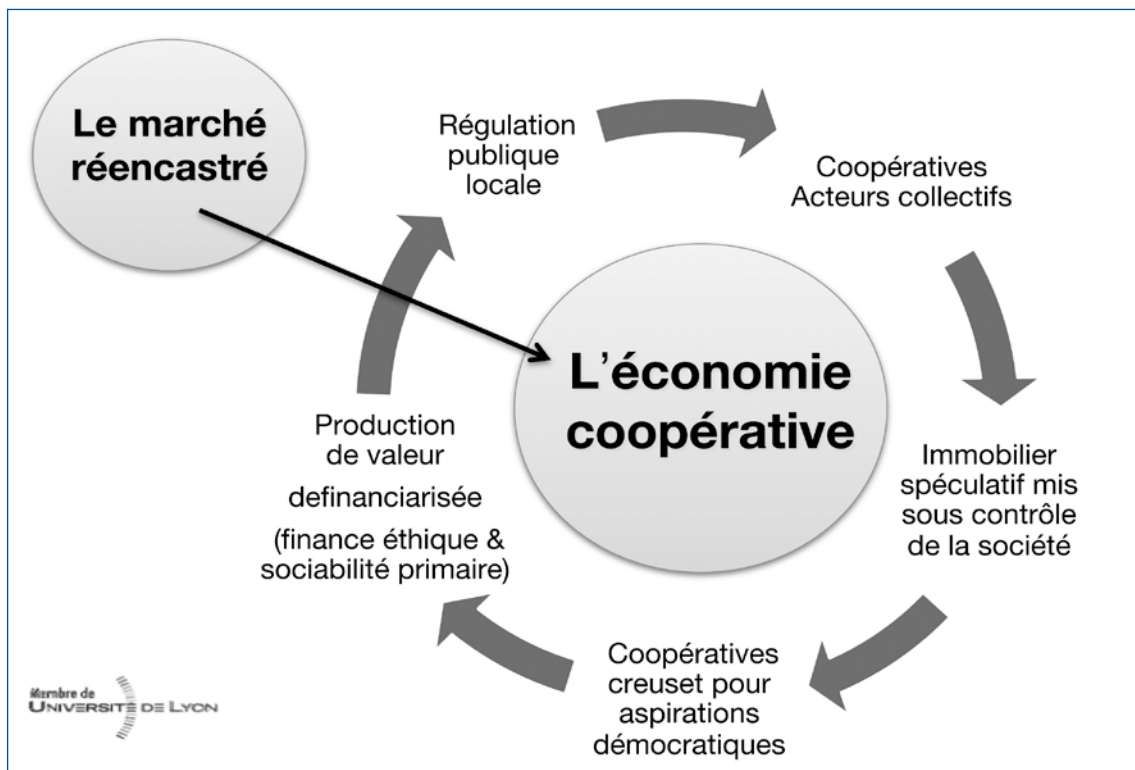 Le marché
réencastré
Régulation
publique
locale
Coopératives
Acteurs collectifs
L'économie
coopérative
Immobilier
spéculatif mis
sous contrôle
de la société
Coopératives
creuset pour
aspirations
démocratiques
Production
de valeur
definanciarisée
(finance éthique &
sociabilité primaire)
Membre de
UNIVERSITÉ DE LYON